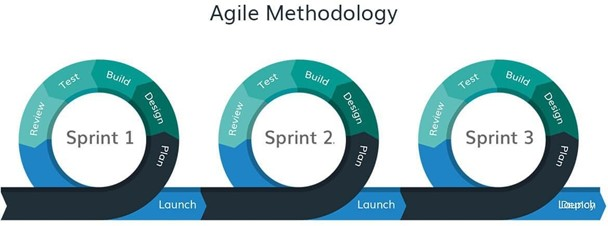 Agile Methodology
Sprint 1
Plan
Design
Build
Test
Review
Launch
Sprint 2.
Plan
Design
Build
Test
Review
Launch
Sprint 3
Plan
Design
Build
Test
Review